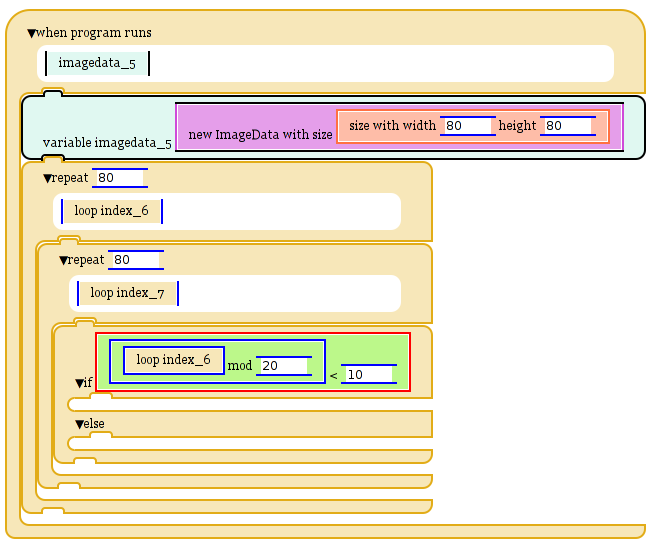 ▼when program runs
imagedata_5
variable imagedata_5 new ImageData with size size with width 80 height 80
▼repeat 80
loop index_6
▼repeat 80
loop index_7
▼if loop index_6 mod 20 < 10
▼else